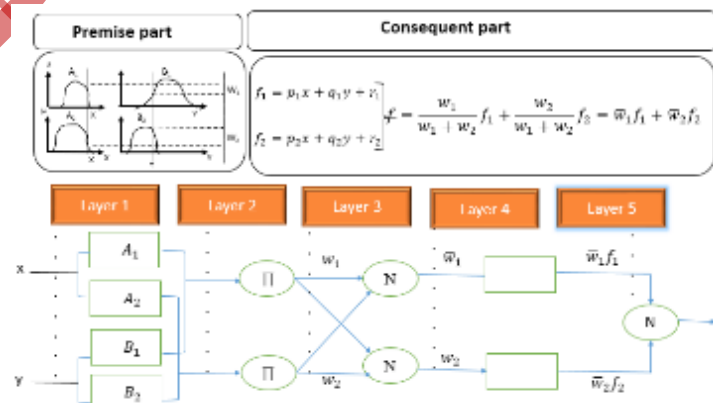 Premise part
Consequent part
A₁
B₁
W₁
X
Y
A₂
B₂
W₂
X
f₁ = p₁x + q₁y + r₁
f₂ = p₂x + q₂y + r₂
f = w₁ / (w₁ + w₂) f₁ + w₂ / (w₁ + w₂) f₂ = w̅₁f₁ + w̅₂f₂
Layer 1
Layer 2
Layer 3
Layer 4
Layer 5
x
A₁
A₂
y
B₁
B₂
Π
Π
w₁
w₂
N
N
w̅₁
w₂
w̅₁f₁
w̅₂f₂
N